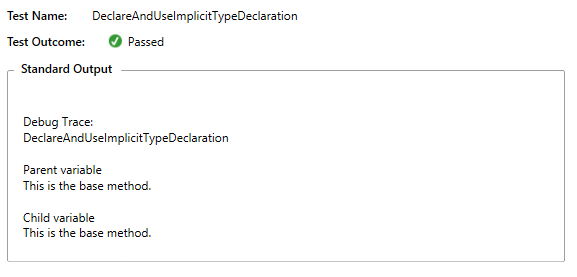 Test Name: DeclareAndUseImplicitTypeDeclaration
Test Outcome: Passed
Standard Output
Debug Trace:
DeclareAndUseImplicitTypeDeclaration
Parent variable
This is the base method.
Child variable
This is the base method.